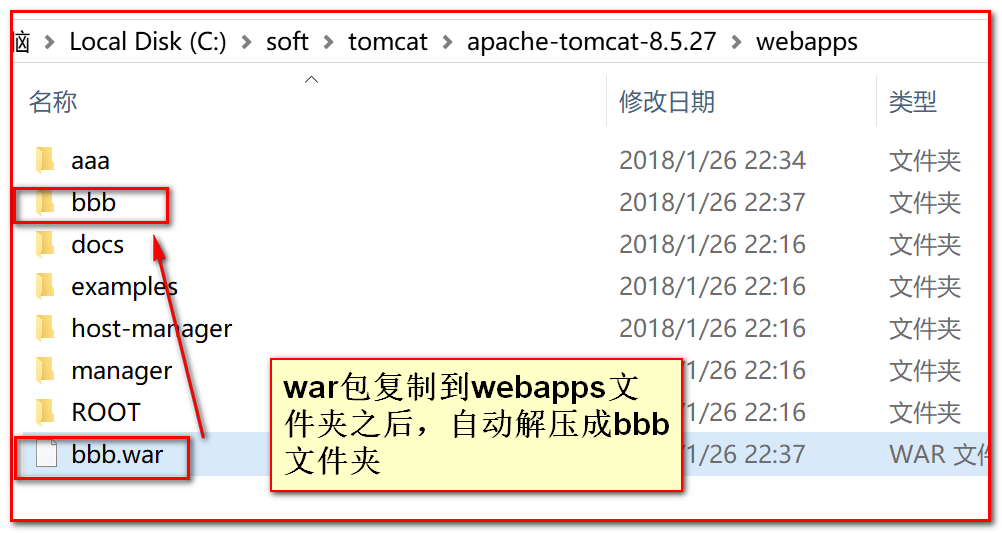 脑 > Local Disk (C:) > soft > tomcat > apache-tomcat-8.5.27 > webapps
名称 修改日期 类型
aaa 2018/1/26 22:34 文件夹
bbb 2018/1/26 22:37 文件夹
docs 2018/1/26 22:16 文件夹
examples 2018/1/26 22:16 文件夹
host-manager 2018/1/26 22:16 文件夹
manager /1/26 22:16 文件夹
ROOT /1/26 22:16 文件夹
bbb.war /1/26 22:37 WAR 文件
war包复制到webapps文
件夹之后，自动解压成bbb
文件夹